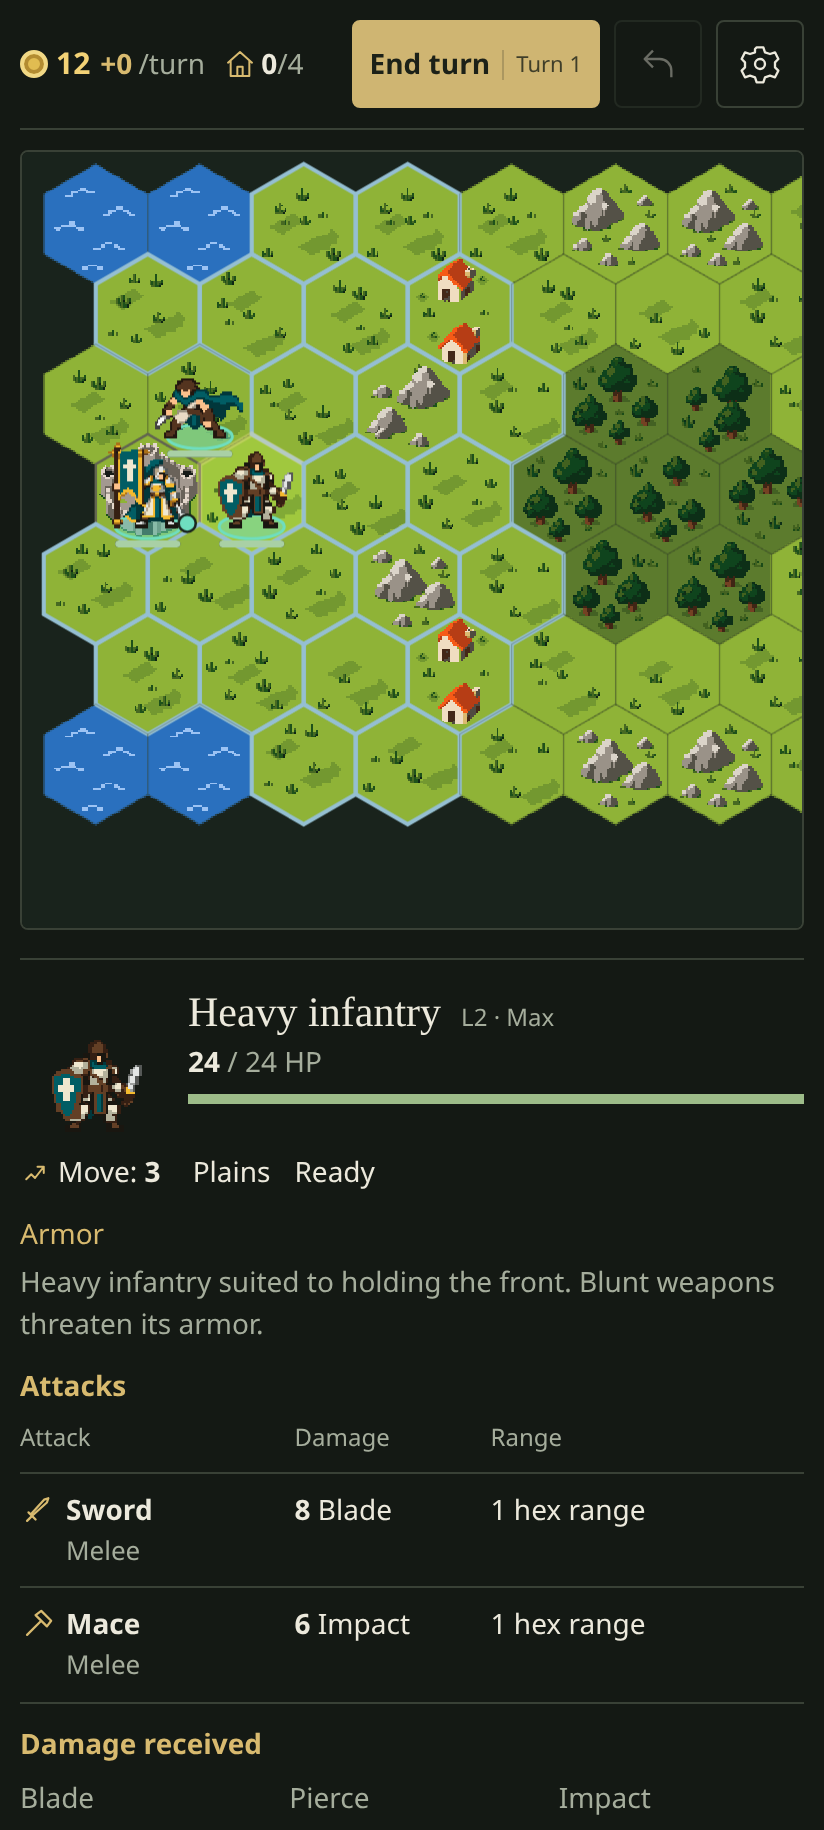 12 +0 /turn 0/4 End turn Turn 1
Heavy infantry L2 · Max
24 / 24 HP
Move: 3 Plains Ready
Armor
Heavy infantry suited to holding the front. Blunt weapons
threaten its armor.
Attacks
Attack Damage Range
Sword 8 Blade 1 hex range
Melee
Mace 6 Impact 1 hex range
Melee
Damage received
Blade Pierce Impact